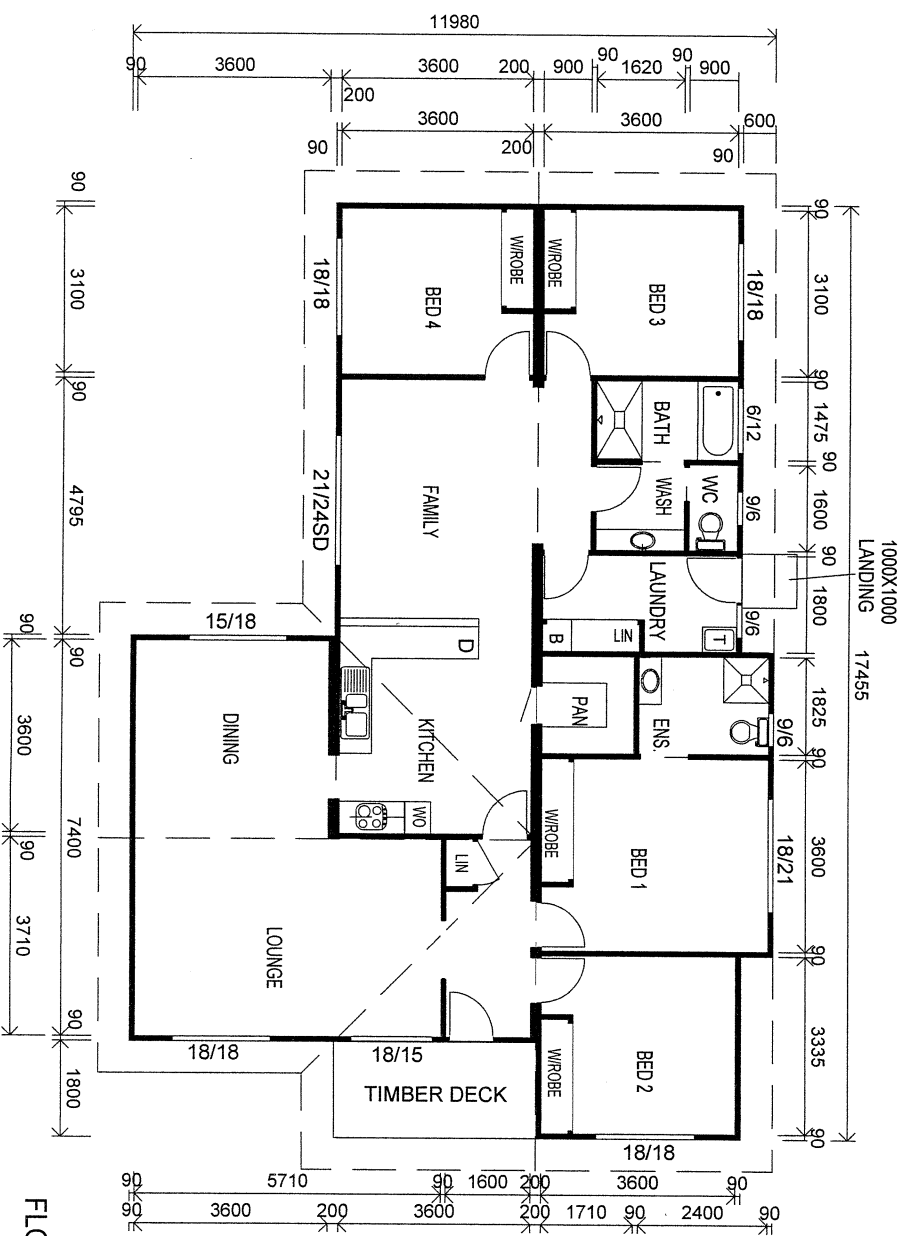 11980
90 3600 3600 200 900 90 1620 90 900
200
3600 3600 600
90 200 90
90 3100 90 4795 90 90 7400 90 1800
90 3600 90 3710
18/18
21/24SD
15/18
18/18
18/15
18/18
18/18
6/12
9/6
9/6
9/6
18/21
90 3100 90 1475 90 1600 90 1800 1825 90 3600 90 3335 90
17455
1000X1000
LANDING
BED 4
W/ROBE
W/ROBE
BED 3
BATH
WASH
WC
FAMILY
LAUNDRY
B
LIN
T
D
KITCHEN
WO
PAN
ENS.
DINING
LIN
W/ROBE
BED 1
LOUNGE
W/ROBE
BED 2
TIMBER DECK
90 5710 90 1600 200 3600 90
90 3600 200 3600 200 1710 90 2400 90